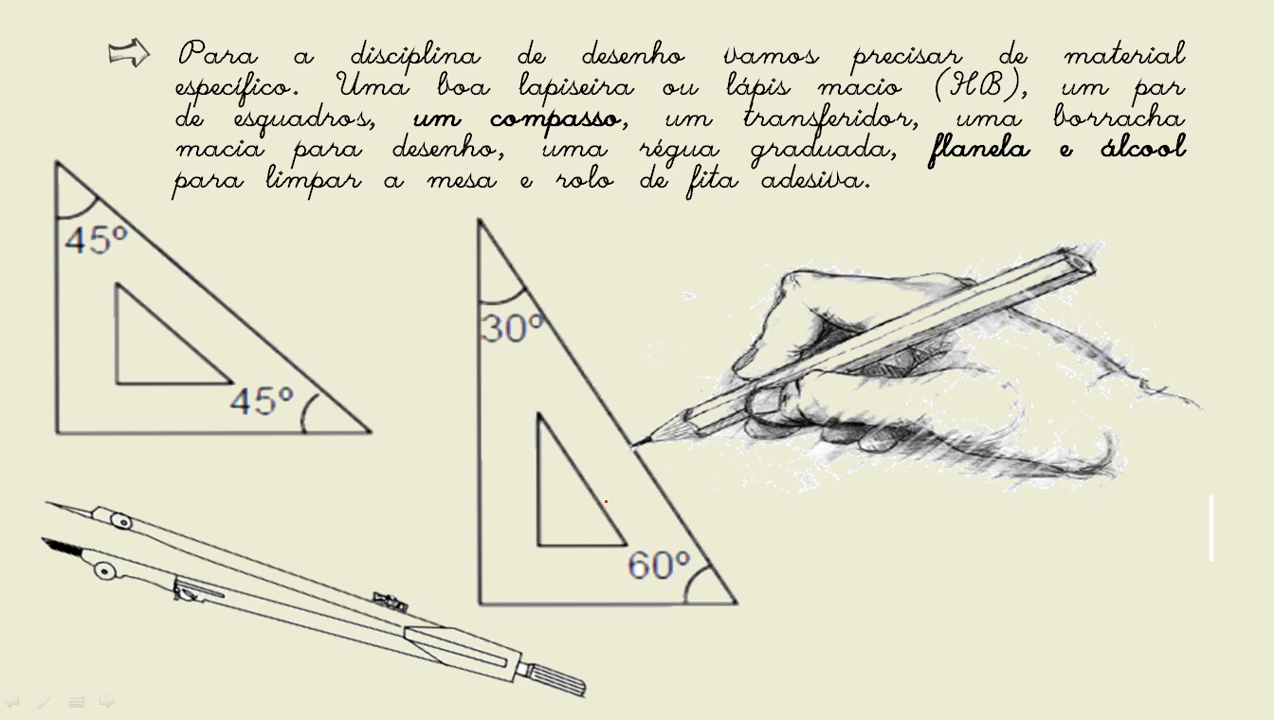 Para a disciplina de desenho vamos precisar de material
específico. Uma boa lapiseira ou lápis macio (HB), um par
de esquadros, um compasso, um transferidor, uma borracha
macia para desenho, uma régua graduada, flanela e álcool
para limpar a mesa e rolo de fita adesiva.
45º
45º
30º
60º